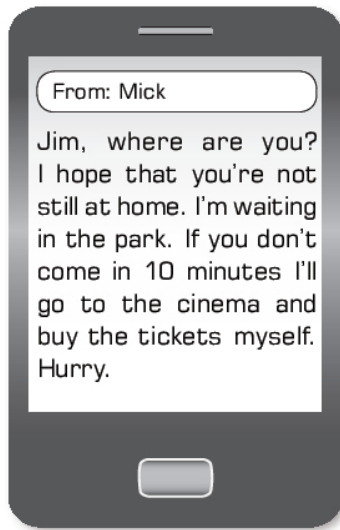 From: Mick
Jim, where are you?
I hope that you're not
still at home. I'm waiting
in the park. If you don't
come in 10 minutes I'll
go to the cinema and
buy the tickets myself.
Hurry.